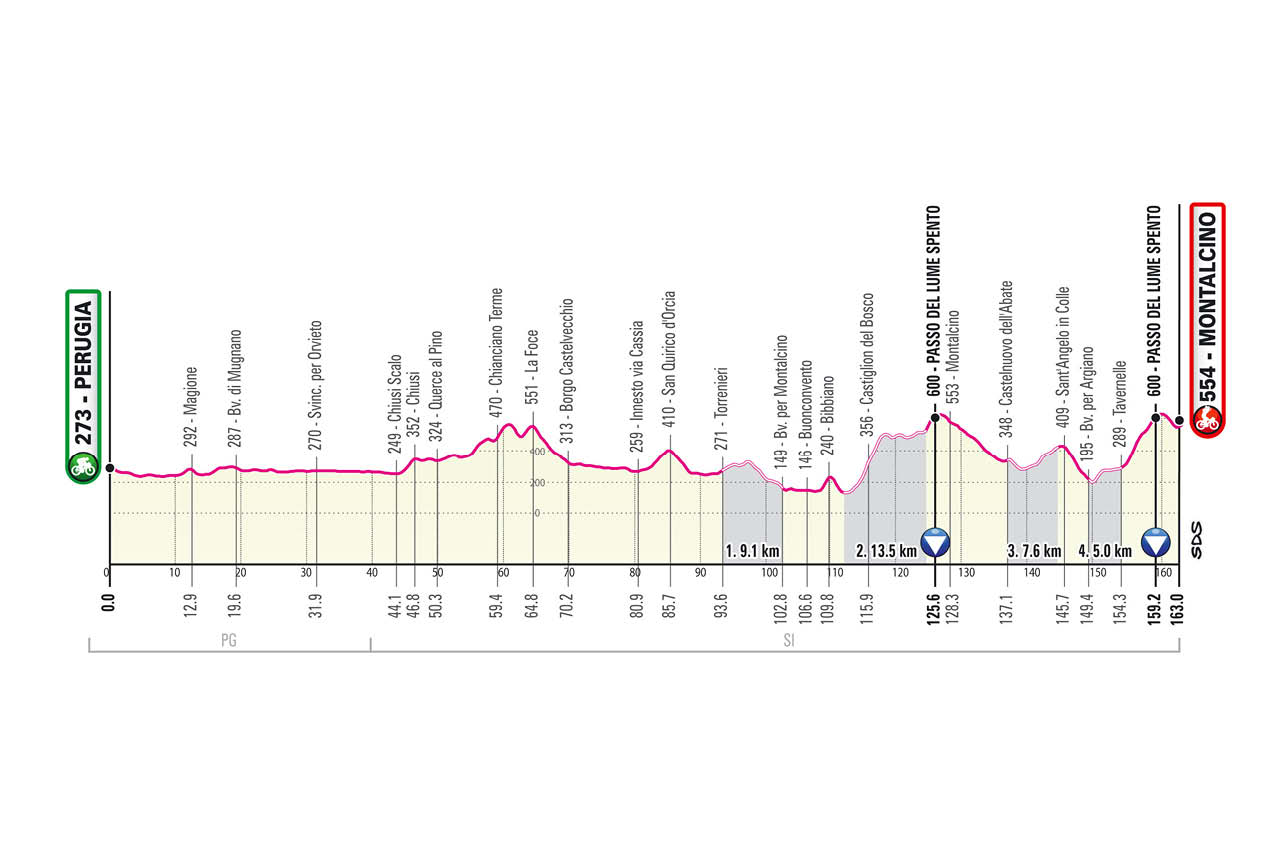 273 - PERUGIA
292 - Magione
287 - Bv. di Mugnano
270 - Svinc. per Orvieto
249 - Chiusi Scalo
352 - Chiusi
324 - Querce al Pino
470 - Chianciano Terme
551 - La Foce
313 - Borgo Castelvecchio
259 - Innesto via Cassia
410 - San Quirico d'Orcia
271 - Torrenieri
149 - Bv. per Montalcino
146 - Buonconvento
240 - Bibbiano
356 - Castiglion del Bosco
600 - PASSO DEL LUME SPENTO
553 - Montalcino
348 - Castelnuovo dell'Abate
409 - Sant'Angelo in Colle
195 - Bv. per Argiano
289 - Tavernelle
600 - PASSO DEL LUME SPENTO
554 - MONTALCINO
400
200
0
1. 9.1 km
2. 13.5 km
3. 7.6 km
4. 5.0 km
SDS
0 10 20 30 40 50 60 70 80 90 100 110 120 130 140 150 160
0.0
12.9
19.6
31.9
44.1
46.8
50.3
59.4
64.8
70.2
80.9
85.7
93.6
102.8
106.6
109.8
115.9
125.6
128.3
137.1
145.7
149.4
154.3
159.2
163.0
PG
SI